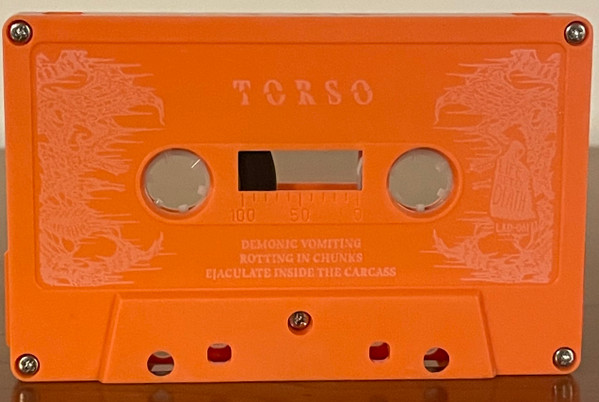 TORSO
100 50 0
DEMONIC VOMITING
ROTTING IN CHUNKS
EJACULATE INSIDE THE CARCASS